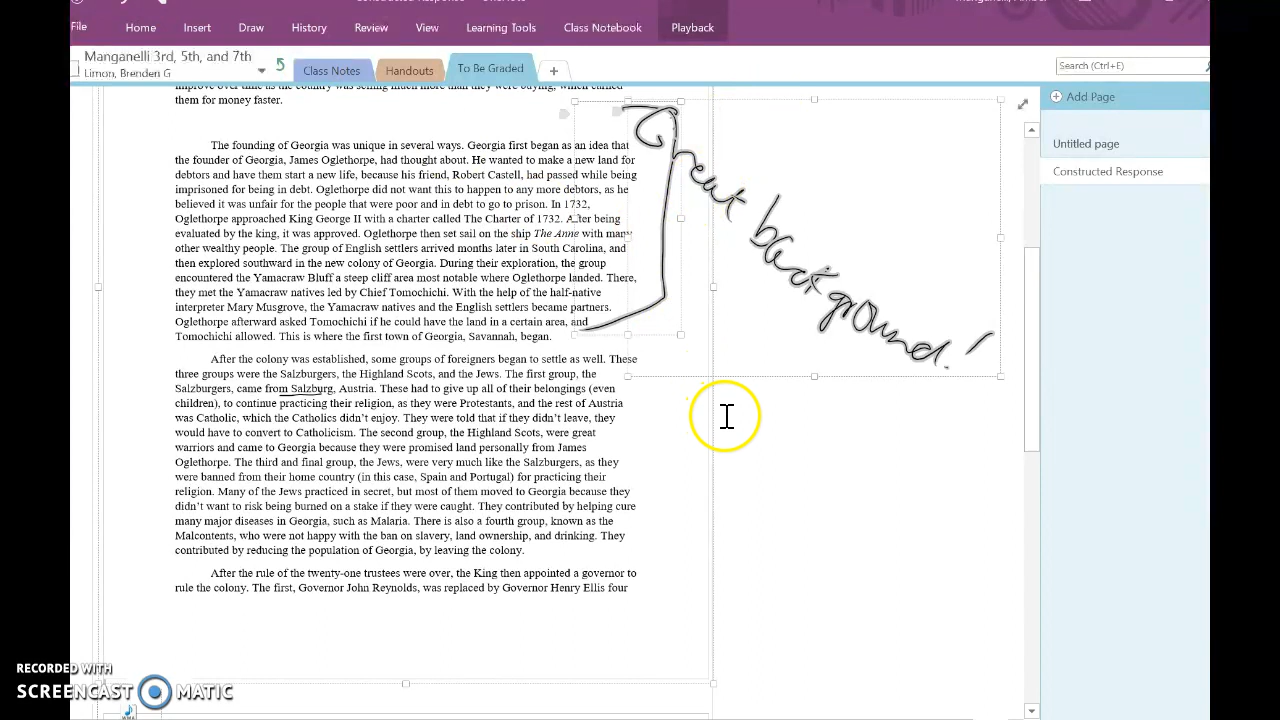 File Home Insert Draw History Review View Learning Tools Class Notebook Playback
Manganelli 3rd, 5th, and 7th
Limon, Brenden G
Class Notes Handouts To Be Graded +
Search (Ctrl+E)
Add Page
Untitled page
Constructed Response
them for money faster.
The founding of Georgia was unique in several ways. Georgia first began as an idea that
the founder of Georgia, James Oglethorpe, had thought about. He wanted to make a new land for
debtors and have them start a new life, because his friend, Robert Castell, had passed while being
imprisoned for being in debt. Oglethorpe did not want this to happen to any more debtors, as he
believed it was unfair for the people that were poor and in debt to go to prison. In 1732,
Oglethorpe approached King George II with a charter called The Charter of 1732. After being
evaluated by the king, it was approved. Oglethorpe then set sail on the ship The Anne with many
other wealthy people. The group of English settlers arrived months later in South Carolina, and
then explored southward in the new colony of Georgia. During their exploration, the group
encountered the Yamacraw Bluff a steep cliff area most notable where Oglethorpe landed. There,
they met the Yamacraw natives led by Chief Tomochichi. With the help of the half-native
interpreter Mary Musgrove, the Yamacraw natives and the English settlers became partners.
Oglethorpe afterward asked Tomochichi if he could have the land in a certain area, and
Tomochichi allowed. This is where the first town of Georgia, Savannah, began.
Great background!
After the colony was established, some groups of foreigners began to settle as well. These
three groups were the Salzburgers, the Highland Scots, and the Jews. The first group, the
Salzburgers, came from Salzburg, Austria. These had to give up all of their belongings (even
children), to continue practicing their religion, as they were Protestants, and the rest of Austria
was Catholic, which the Catholics didn't enjoy. They were told that if they didn't leave, they
would have to convert to Catholicism. The second group, the Highland Scots, were great
warriors and came to Georgia because they were promised land personally from James
Oglethorpe. The third and final group, the Jews, were very much like the Salzburgers, as they
were banned from their home country (in this case, Spain and Portugal) for practicing their
religion. Many of the Jews practiced in secret, but most of them moved to Georgia because they
didn't want to risk being burned on a stake if they were caught. They contributed by helping cure
many major diseases in Georgia, such as Malaria. There is also a fourth group, known as the
Malcontents, who were not happy with the ban on slavery, land ownership, and drinking. They
contributed by reducing the population of Georgia, by leaving the colony.
After the rule of the twenty-one trustees were over, the King then appointed a governor to
rule the colony. The first, Governor John Reynolds, was replaced by Governor Henry Ellis four
RECORDED WITH
SCREENCAST MATIC